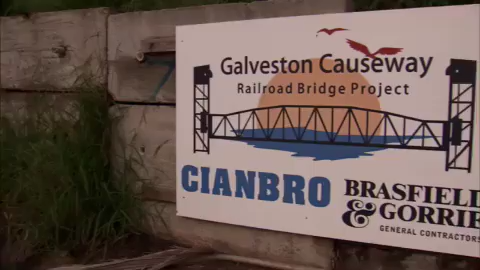 Galveston Causeway
Railroad Bridge Project
CIANBRO
BRASFIELD
& GORRIE
GENERAL CONTRACTORS